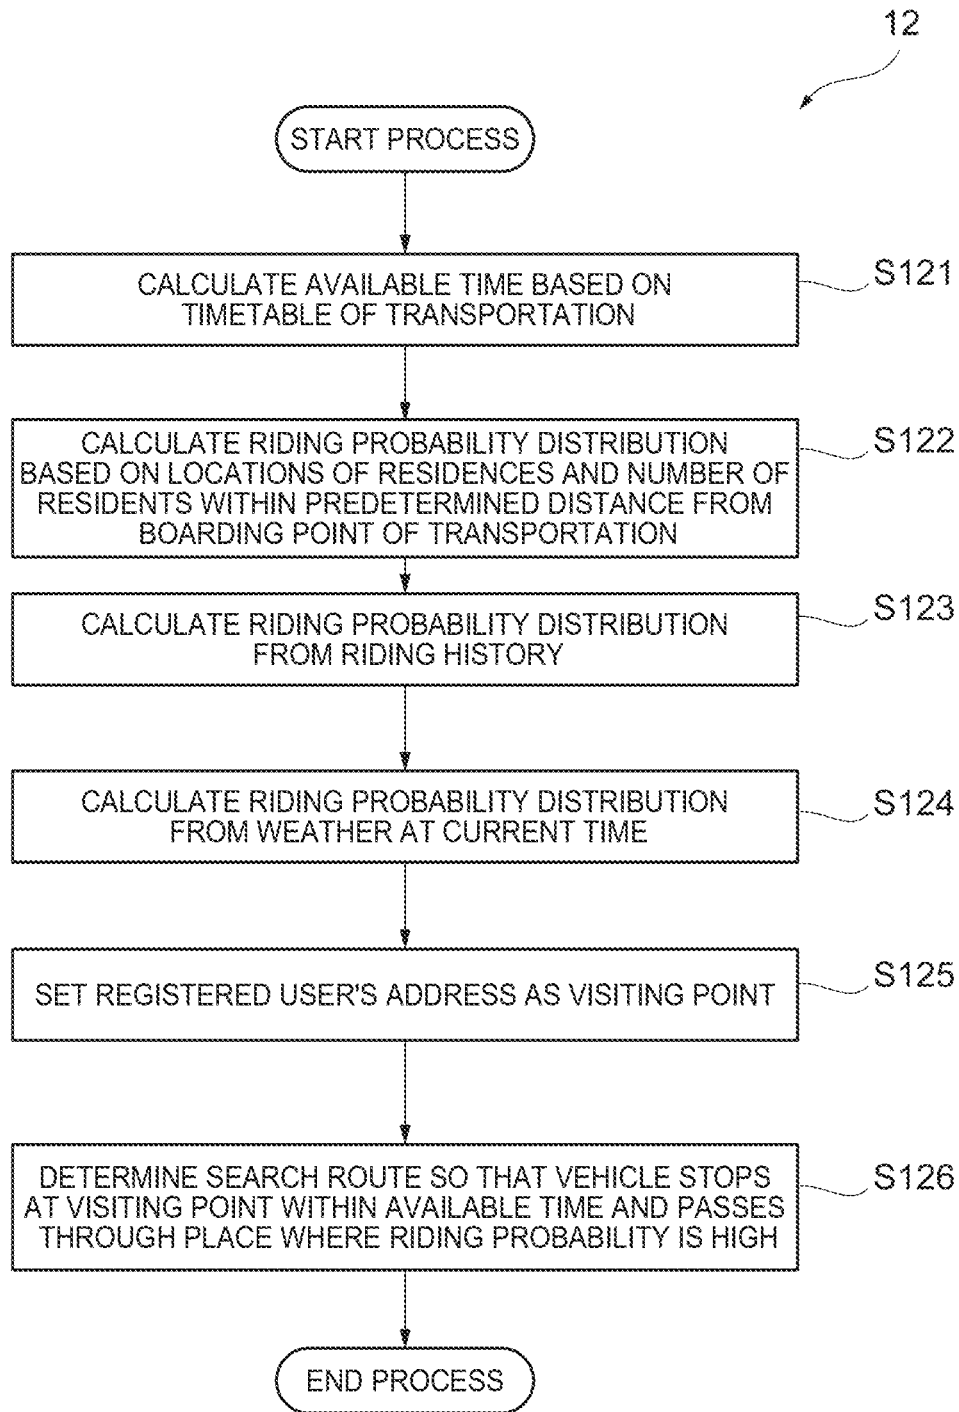 12
START PROCESS
CALCULATE AVAILABLE TIME BASED ON
TIMETABLE OF TRANSPORTATION
S121
CALCULATE RIDING PROBABILITY DISTRIBUTION
BASED ON LOCATIONS OF RESIDENCES AND NUMBER OF
RESIDENTS WITHIN PREDETERMINED DISTANCE FROM
BOARDING POINT OF TRANSPORTATION
S122
CALCULATE RIDING PROBABILITY DISTRIBUTION
FROM RIDING HISTORY
S123
CALCULATE RIDING PROBABILITY DISTRIBUTION
FROM WEATHER AT CURRENT TIME
S124
SET REGISTERED USER'S ADDRESS AS VISITING POINT
S125
DETERMINE SEARCH ROUTE SO THAT VEHICLE STOPS
AT VISITING POINT WITHIN AVAILABLE TIME AND PASSES
THROUGH PLACE WHERE RIDING PROBABILITY IS HIGH
S126
END PROCESS